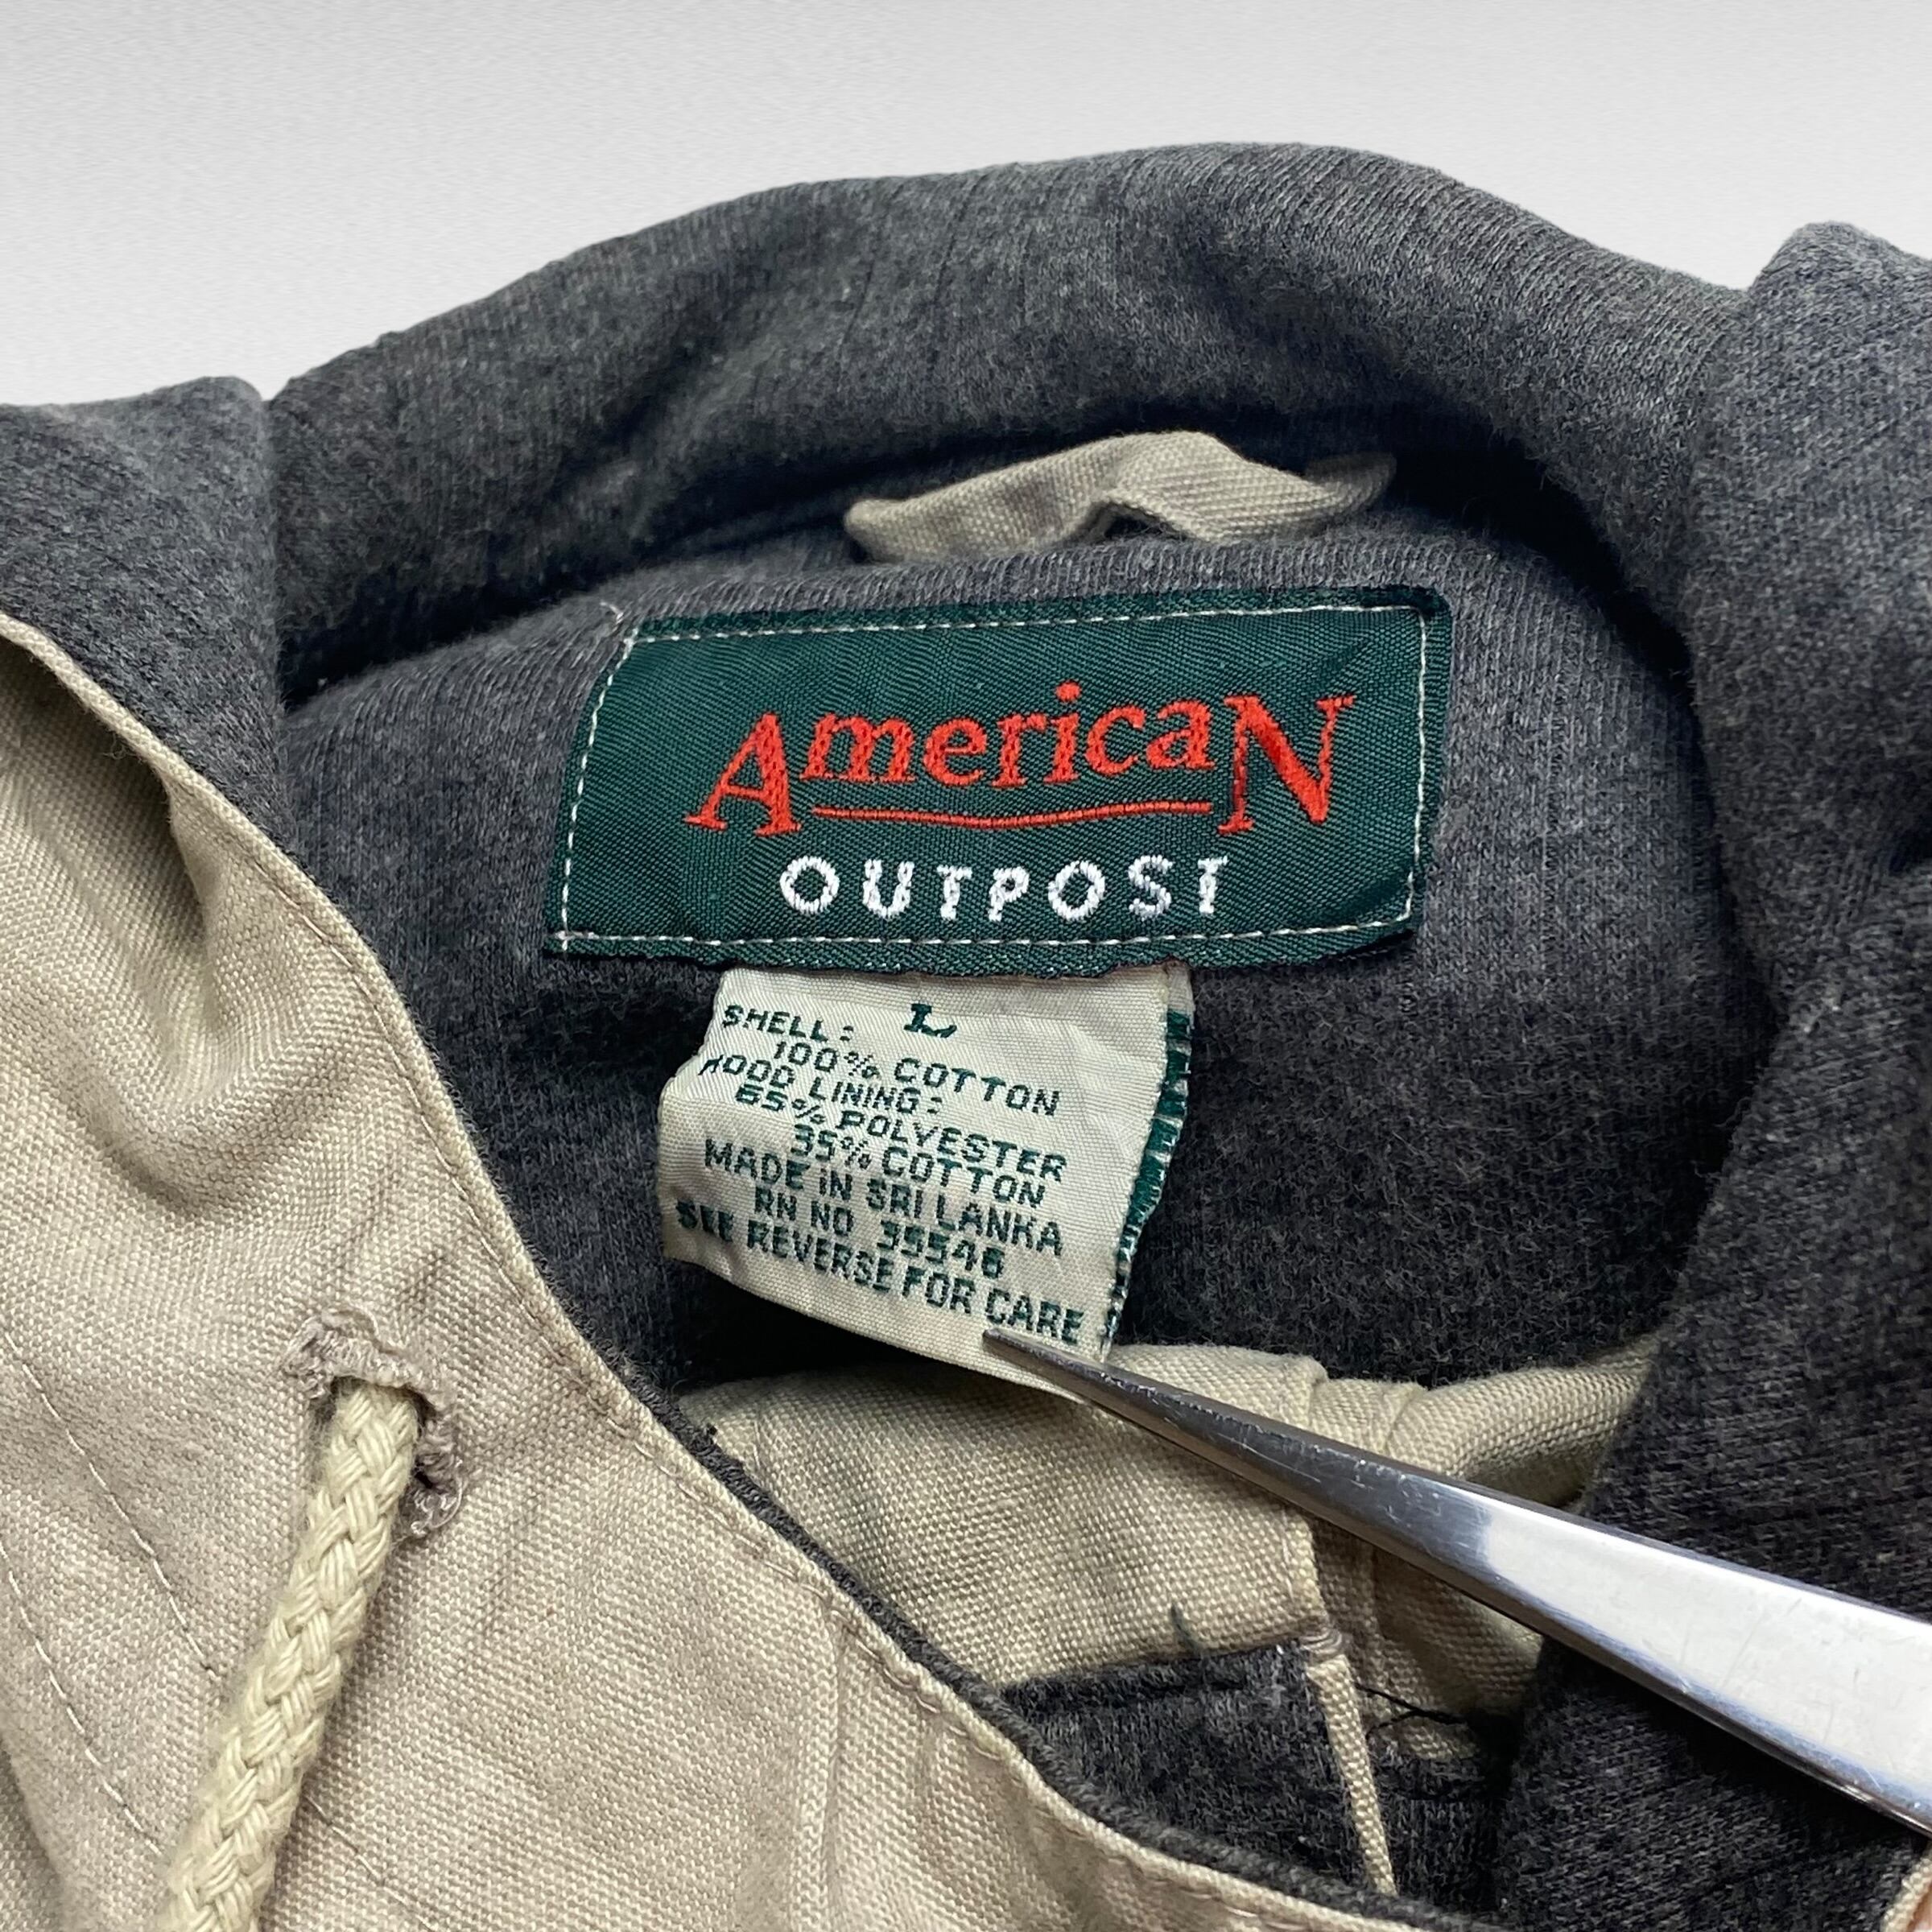 AmericaN
OUTPOST
L
SHELL:
100% COTTON
HOOD LINING:
65% POLYESTER
35% COTTON
MADE IN SRI LANKA
RN NO 35546
SEE REVERSE FOR CARE